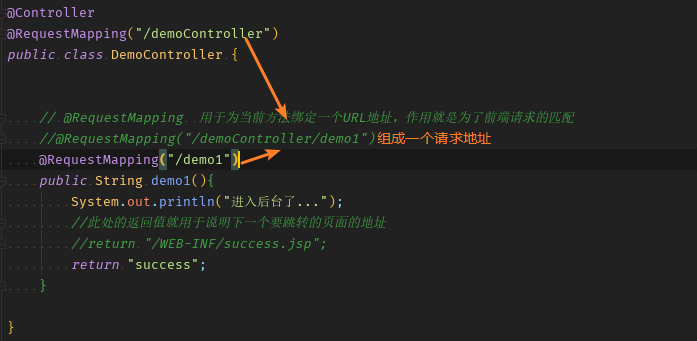 @Controller
@RequestMapping("/demoController")
public class DemoController {
// @RequestMapping 用于为当前方法绑定一个URL地址，作用就是为了前端请求的匹配
//@RequestMapping("/demoController/demo1")组成一个请求地址
@RequestMapping("/demo1")
public String demo1(){
System.out.println("进入后台了...");
//此处的返回值就用于说明下一个要跳转的页面的地址
//return "/WEB-INF/success.jsp";
return "success";
}
}